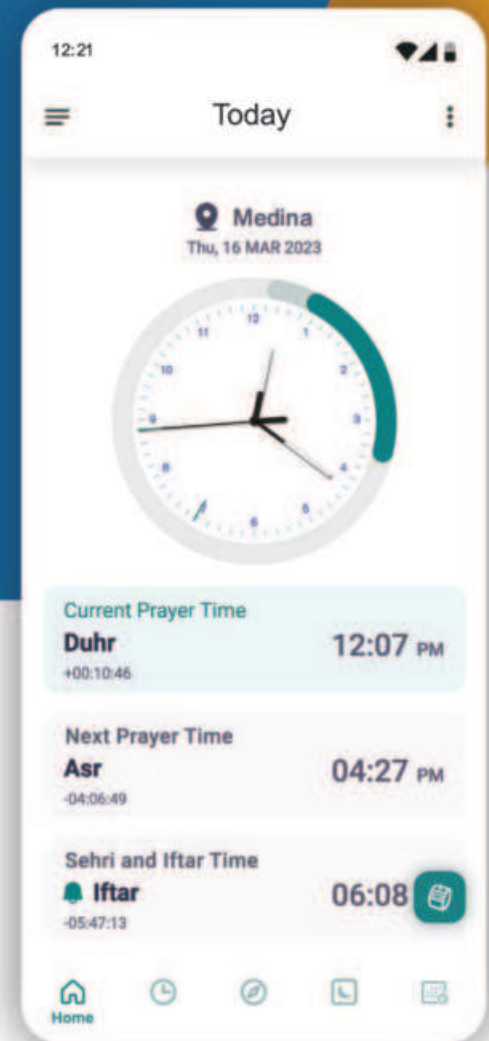 12:21
Today
Medina
Thu, 16 MAR 2023
12
1
2
3
4
5
6
7
8
9
10
11
Current Prayer Time
Duhr
12:07 PM
+00:10:46
Next Prayer Time
Asr
04:27 PM
-04:06:49
Sehri and Iftar Time
Iftar
06:08
-05:47:13
Home